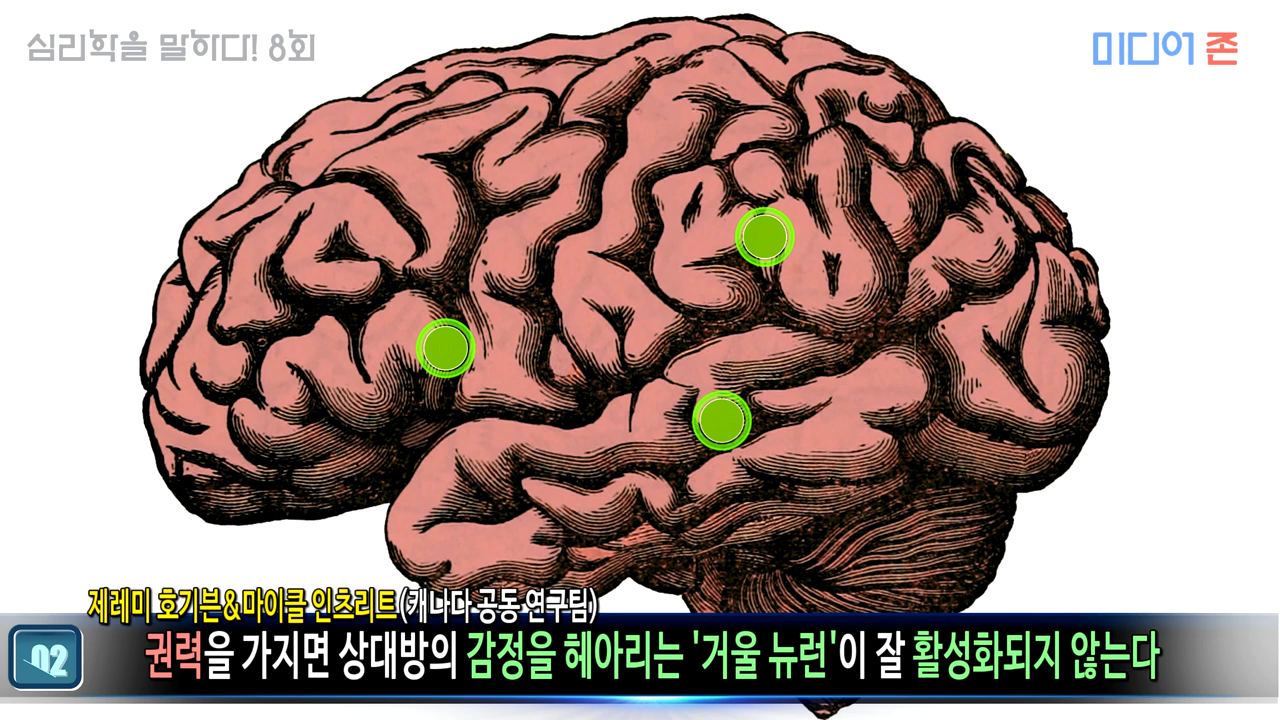 심리학을 말하다! 8회
미디어 존
제레미 호기븐&마이클 인츠리트(캐나다 공동 연구팀)
02
권력을 가지면 상대방의 감정을 헤아리는 '거울 뉴런'이 잘 활성화되지 않는다